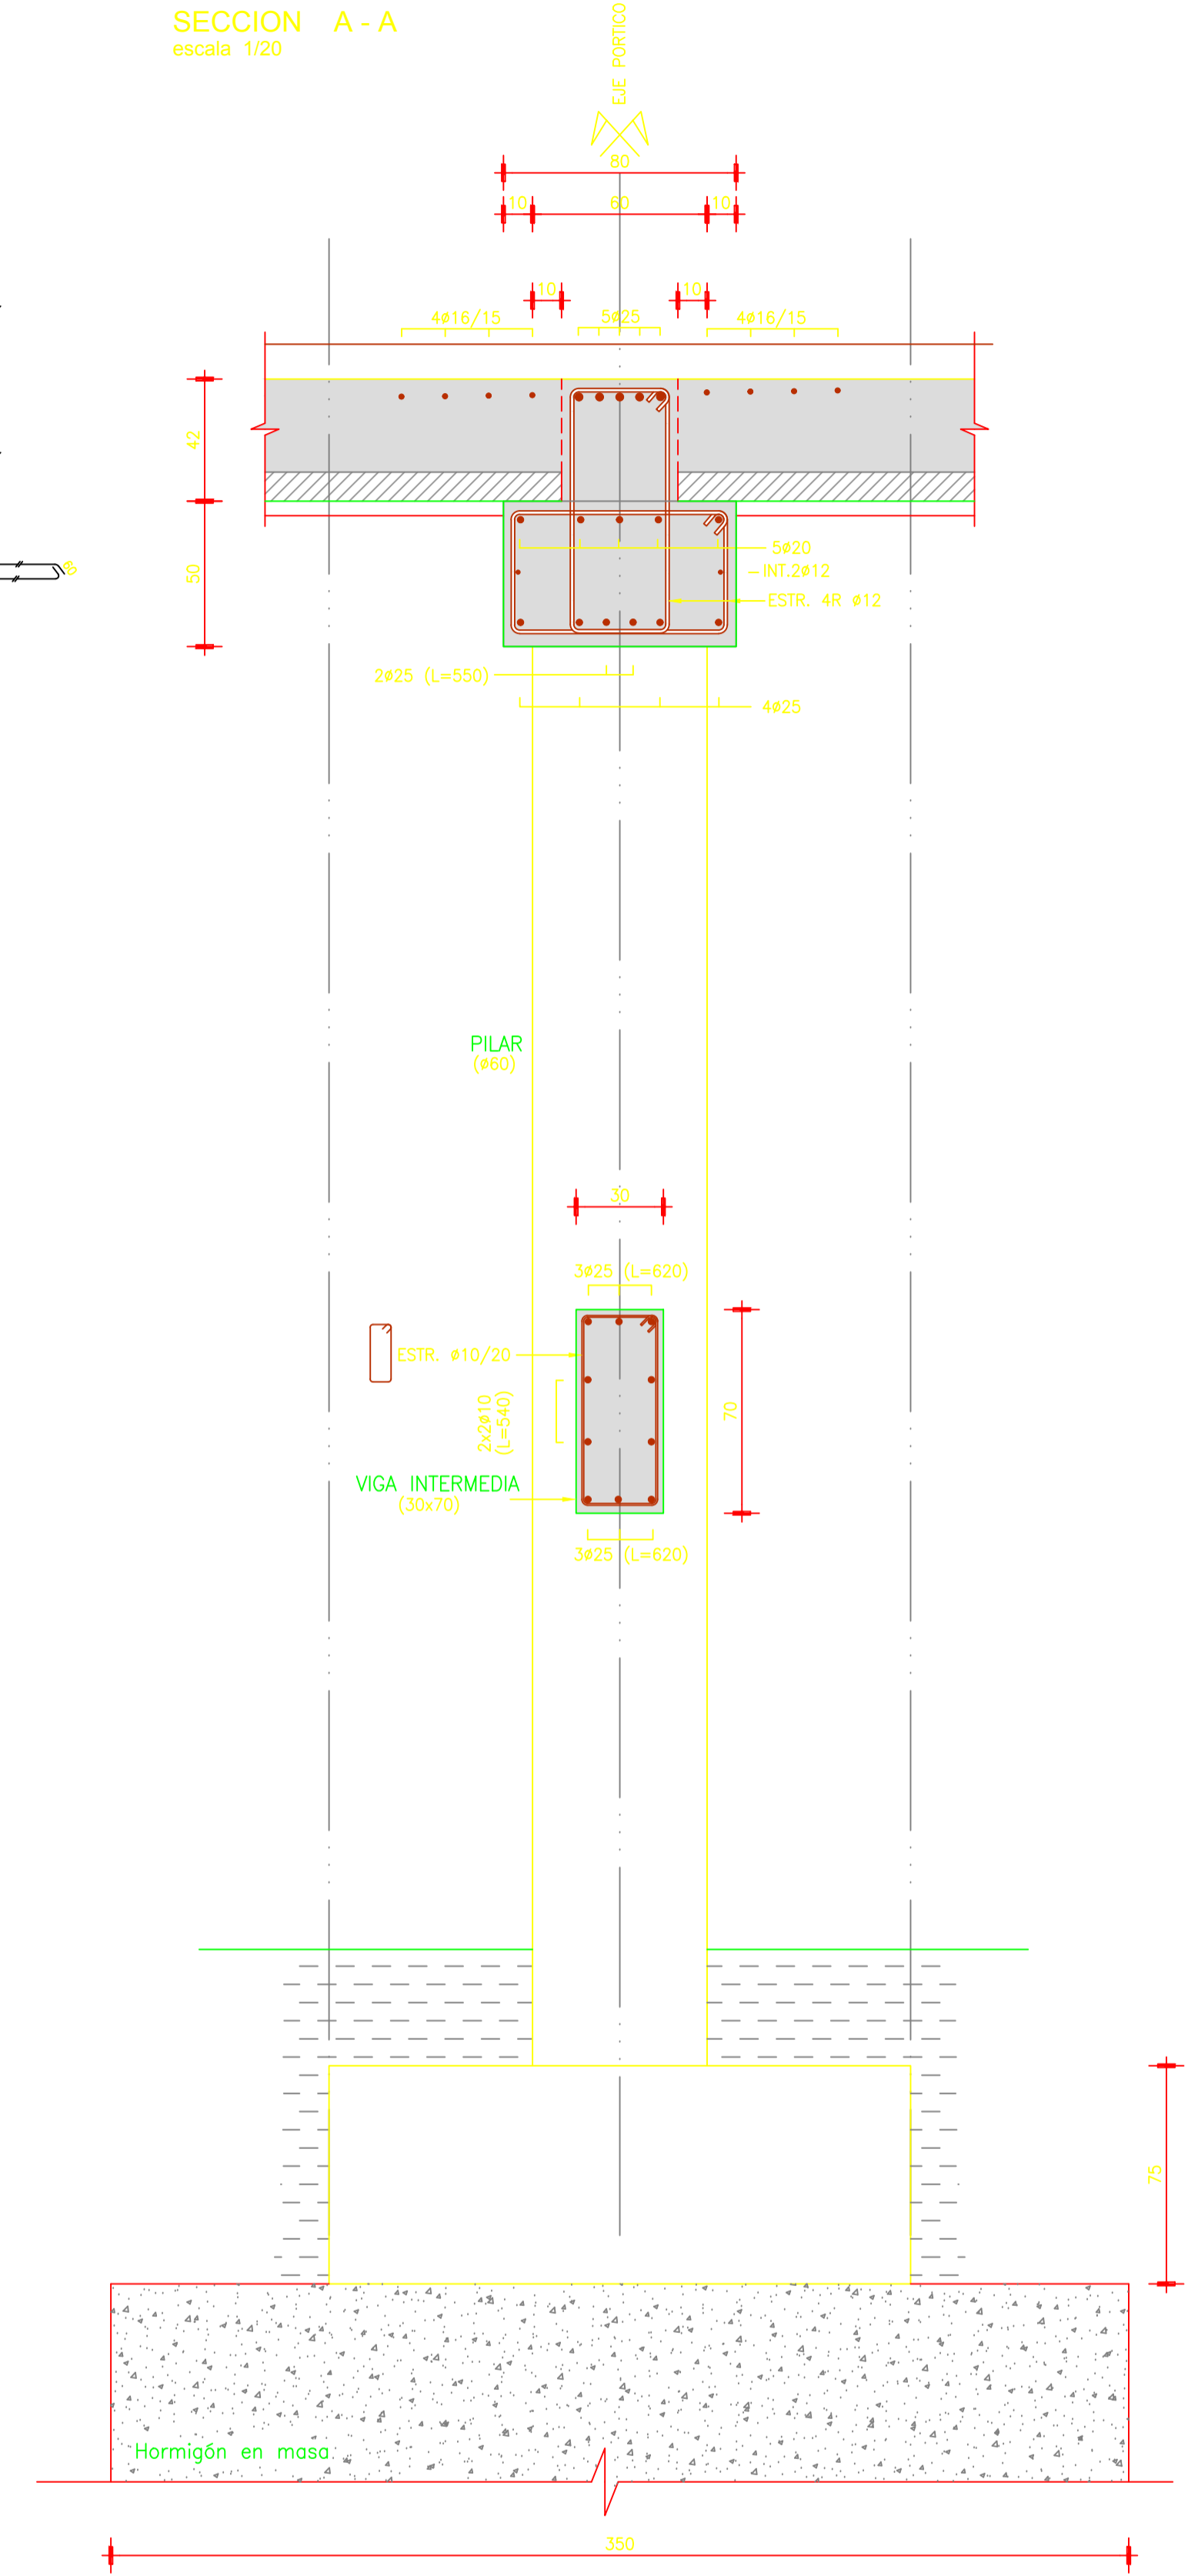 SECCION A - A
escala 1/20
EJE PORTICO
80
10
60
10
10
10
4ø16/15
5ø25
4ø16/15
42
50
60
5ø20
INT.2ø12
ESTR. 4R ø12
2ø25 (L=550)
4ø25
PILAR
(ø60)
30
3ø25 (L=620)
ESTR. ø10/20
2x2ø10
(L=540)
70
VIGA INTERMEDIA
(30x70)
3ø25 (L=620)
75
Hormigón en masa
350